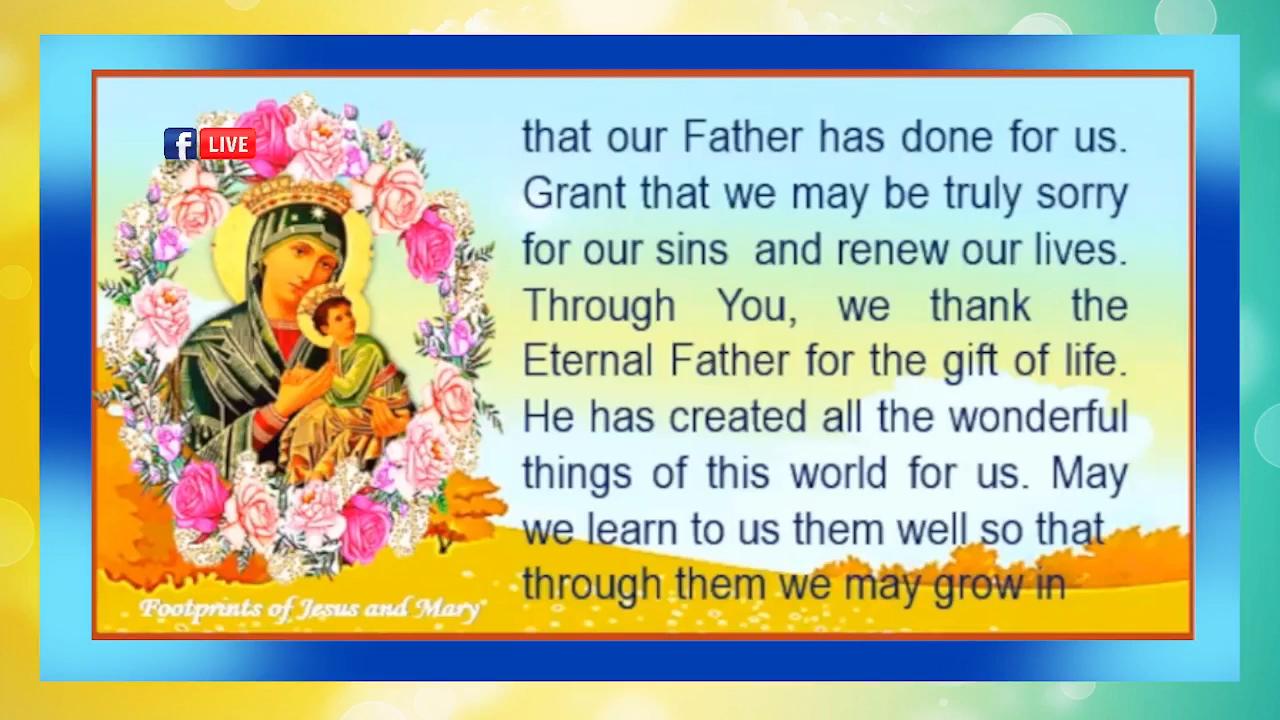 f LIVE
that our Father has done for us.
Grant that we may be truly sorry
for our sins and renew our lives.
Through You, we thank the
Eternal Father for the gift of life.
He has created all the wonderful
things of this world for us. May
we learn to us them well so that
through them we may grow in
Footprints of Jesus and Mary